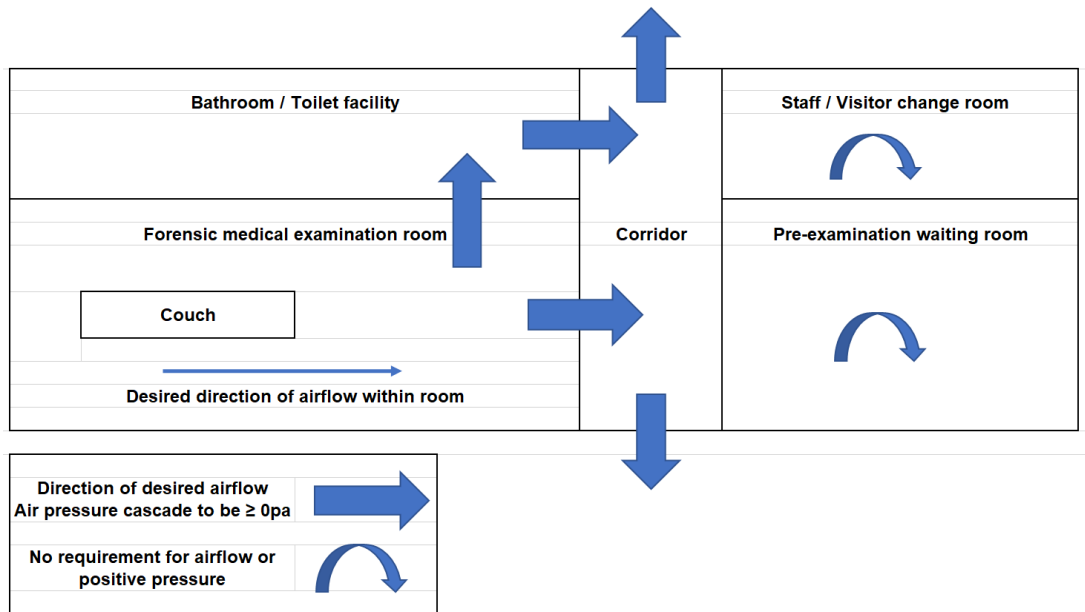 Bathroom / Toilet facility
Staff / Visitor change room
Forensic medical examination room
Corridor
Pre-examination waiting room
Couch
Desired direction of airflow within room
Direction of desired airflow
Air pressure cascade to be ≥ 0pa
No requirement for airflow or
positive pressure